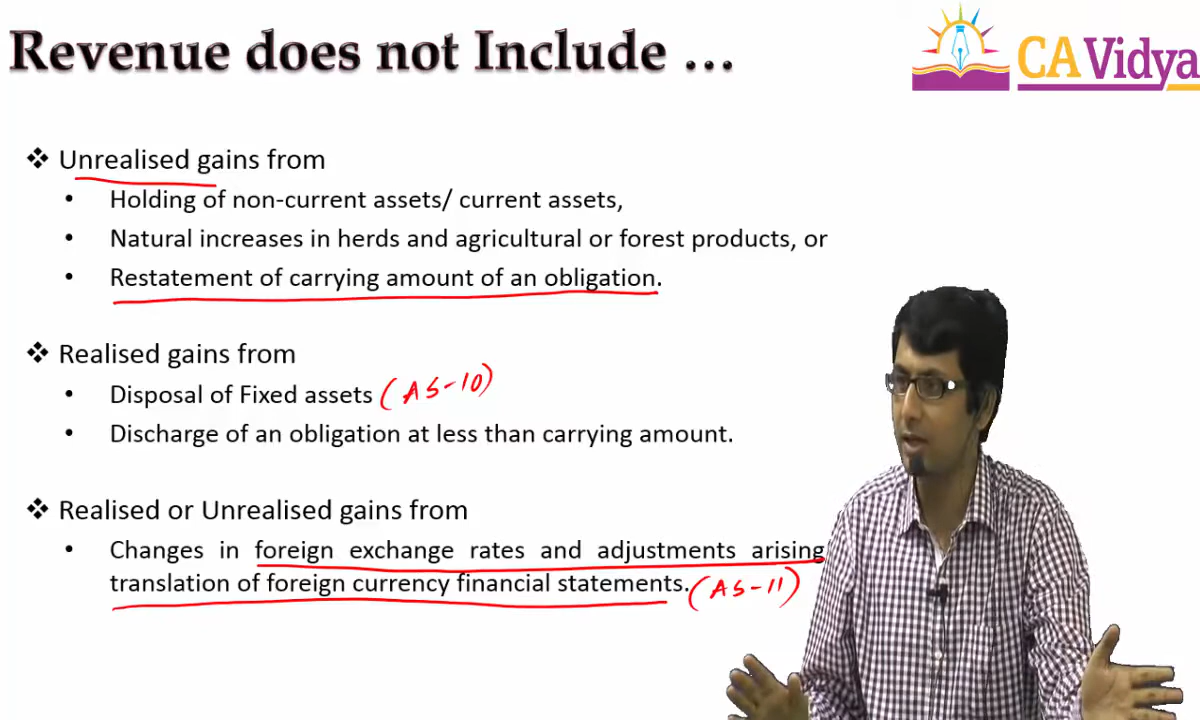 Revenue does not Include ...
CA Vidya
❖ Unrealised gains from
• Holding of non-current assets/ current assets,
• Natural increases in herds and agricultural or forest products, or
• Restatement of carrying amount of an obligation.
❖ Realised gains from
• Disposal of Fixed assets (AS-10)
• Discharge of an obligation at less than carrying amount.
❖ Realised or Unrealised gains from
• Changes in foreign exchange rates and adjustments arising
translation of foreign currency financial statements. (AS-11)